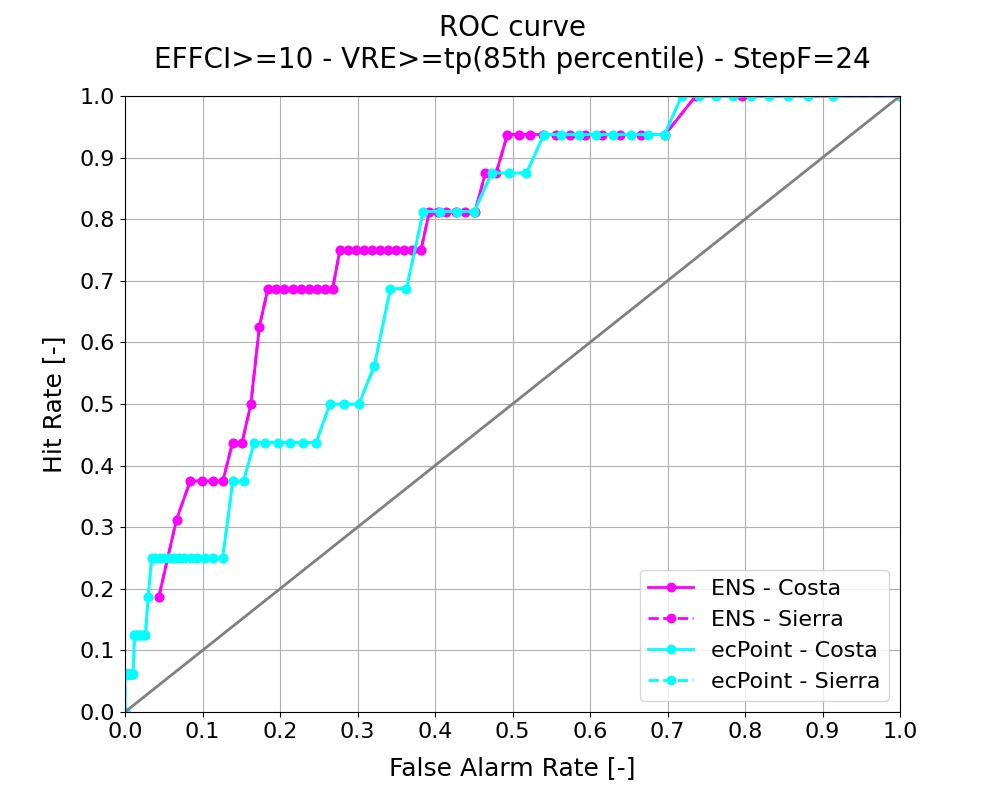 ROC curve
EFFCI>=10 - VRE>=tp(85th percentile) - StepF=24
1.0
0.9
0.8
0.7
0.6
0.5
0.4
0.3
0.2
0.1
0.0
Hit Rate [-]
ENS - Costa
ENS - Sierra
ecPoint - Costa
ecPoint - Sierra
0.0 0.1 0.2 0.3 0.4 0.5 0.6 0.7 0.8 0.9 1.0
False Alarm Rate [-]